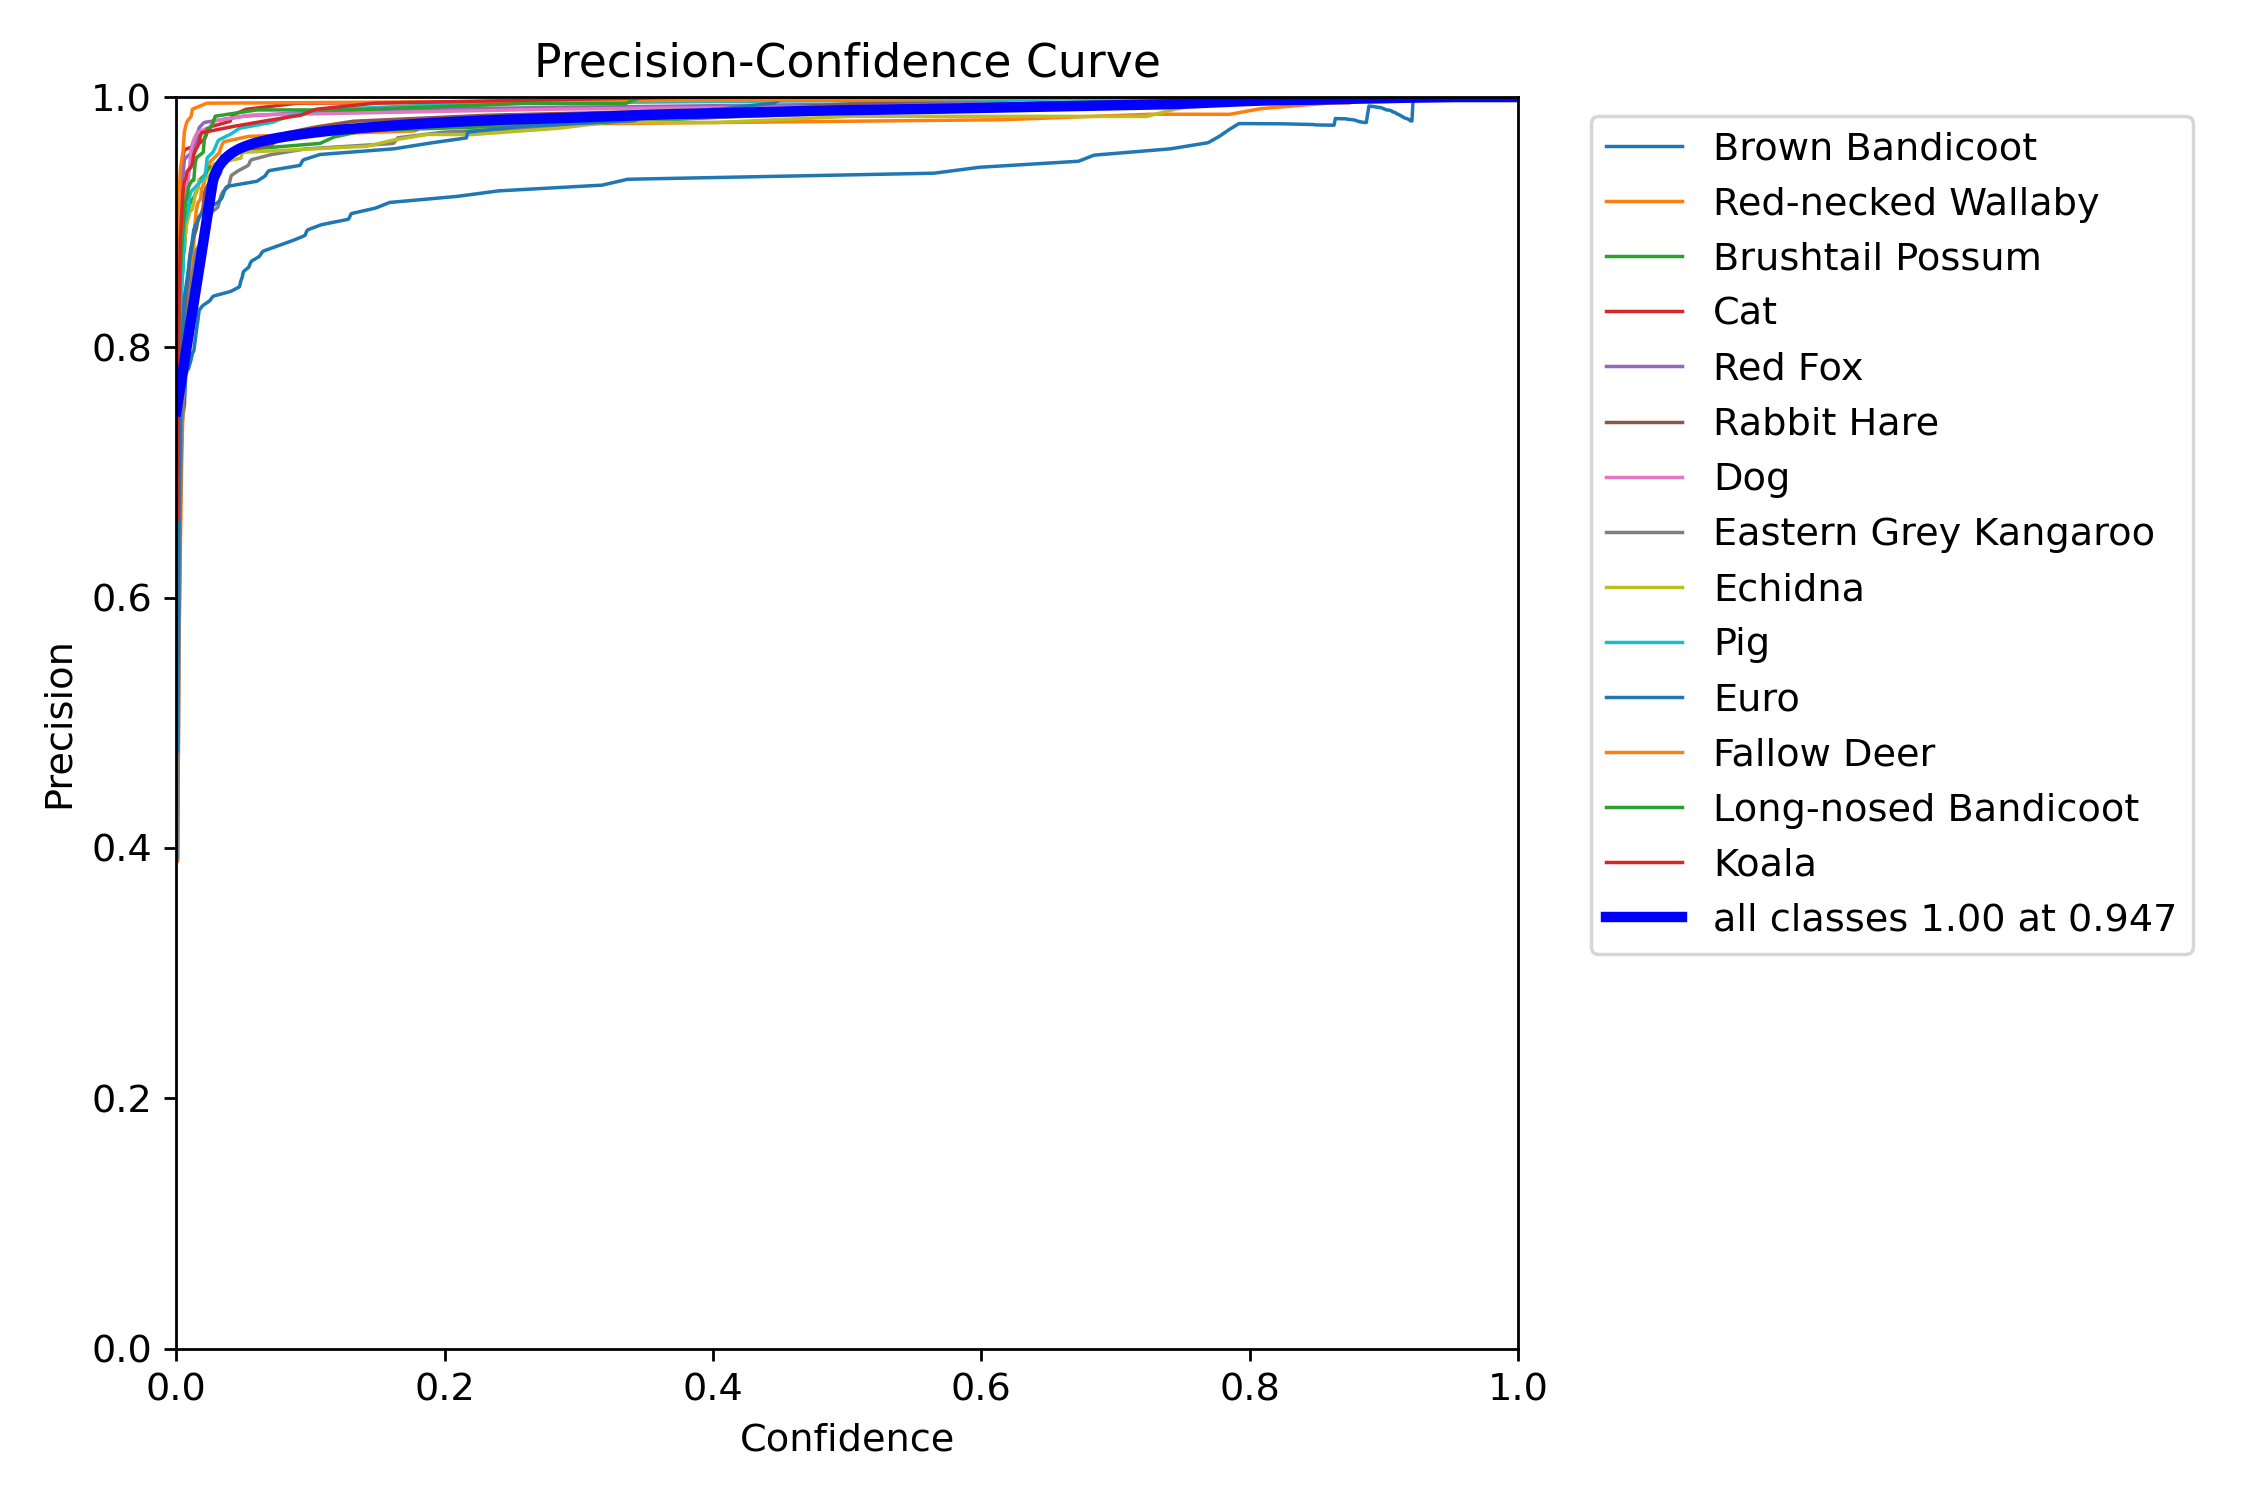 Precision-Confidence Curve
1.0
0.8
0.6
0.4
0.2
0.0
Precision
0.0 0.2 0.4 0.6 0.8 1.0
Confidence
Brown Bandicoot
Red-necked Wallaby
Brushtail Possum
Cat
Red Fox
Rabbit Hare
Dog
Eastern Grey Kangaroo
Echidna
Pig
Euro
Fallow Deer
Long-nosed Bandicoot
Koala
all classes 1.00 at 0.947